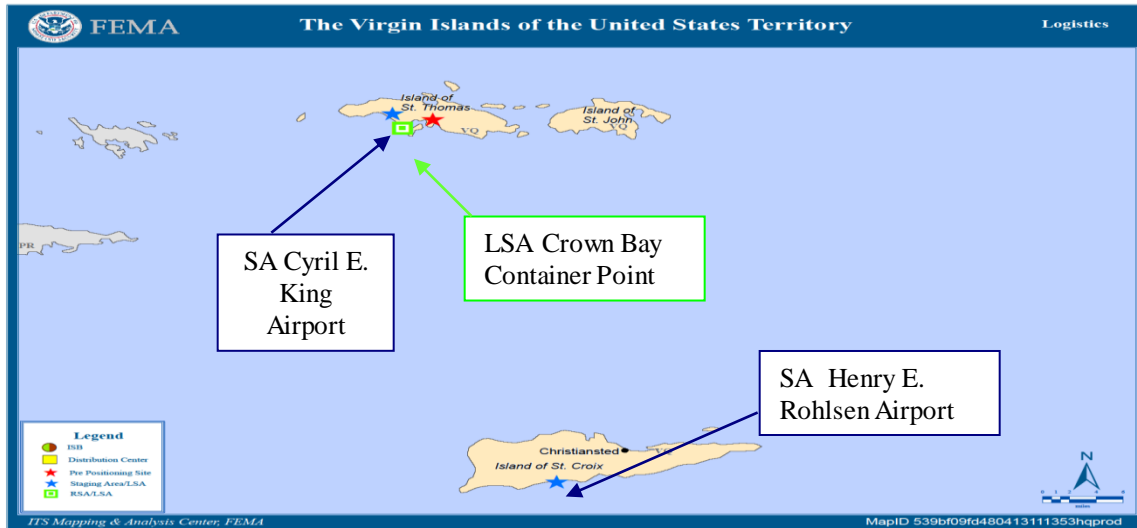 FEMA
The Virgin Islands of the United States Territory
Logistics
Island of
St. Thomas
VQ
Island of
St. John
VQ
PR
SA Cyril E.
King
Airport
LSA Crown Bay
Container Point
SA Henry E.
Rohlsen Airport
Christiansted
VQ
Island of St. Croix
Legend
ISB
Distribution Center
Pre Positioning Site
Staging Area/LSA
RSA/LSA
N
miles
ITS Mapping & Analysis Center, FEMA
MapID 539bf09fd480413111353hqprod